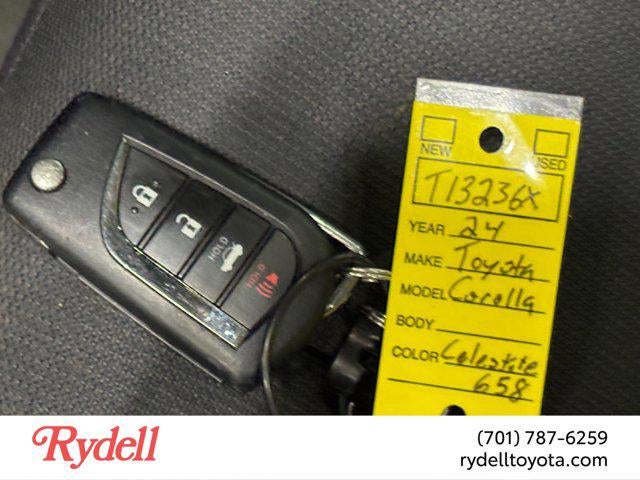 HOLD
HOLD
NEW
USED
T13236X
YEAR 24
MAKE Toyota
MODEL Corolla
BODY
COLOR Celestite
658
Rydell
(701) 787-6259
rydelltoyota.com